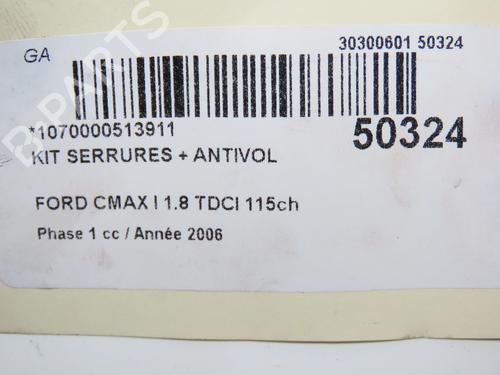 GA
30300601 50324
*1070000513911
50324
KIT SERRURES + ANTIVOL
FORD CMAX I 1.8 TDCI 115ch
Phase 1 cc / Année 2006
B-PARTS